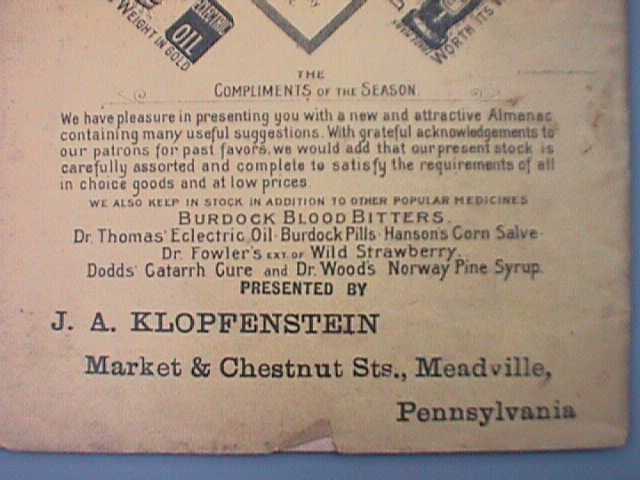 WEIGHT IN GOLD
OIL
WORTH ITS
THE
COMPLIMENTS OF THE SEASON.
We have pleasure in presenting you with a new and attractive Almanac
containing many useful suggestions. With grateful acknowledgements to
our patrons for past favors, we would add that our present stock is
carefully assorted and complete to satisfy the requirements of all
in choice goods and at low prices.
WE ALSO KEEP IN STOCK IN ADDITION TO OTHER POPULAR MEDICINES
BURDOCK BLOOD BITTERS.
Dr. Thomas' Eclectric Oil · Burdock Pills · Hanson's Corn Salve ·
Dr. Fowler's EXT. OF Wild Strawberry.
Dodds' Catarrh Cure and Dr. Wood's Norway Pine Syrup.
PRESENTED BY
J. A. KLOPFENSTEIN
Market & Chestnut Sts., Meadville,
Pennsylvania